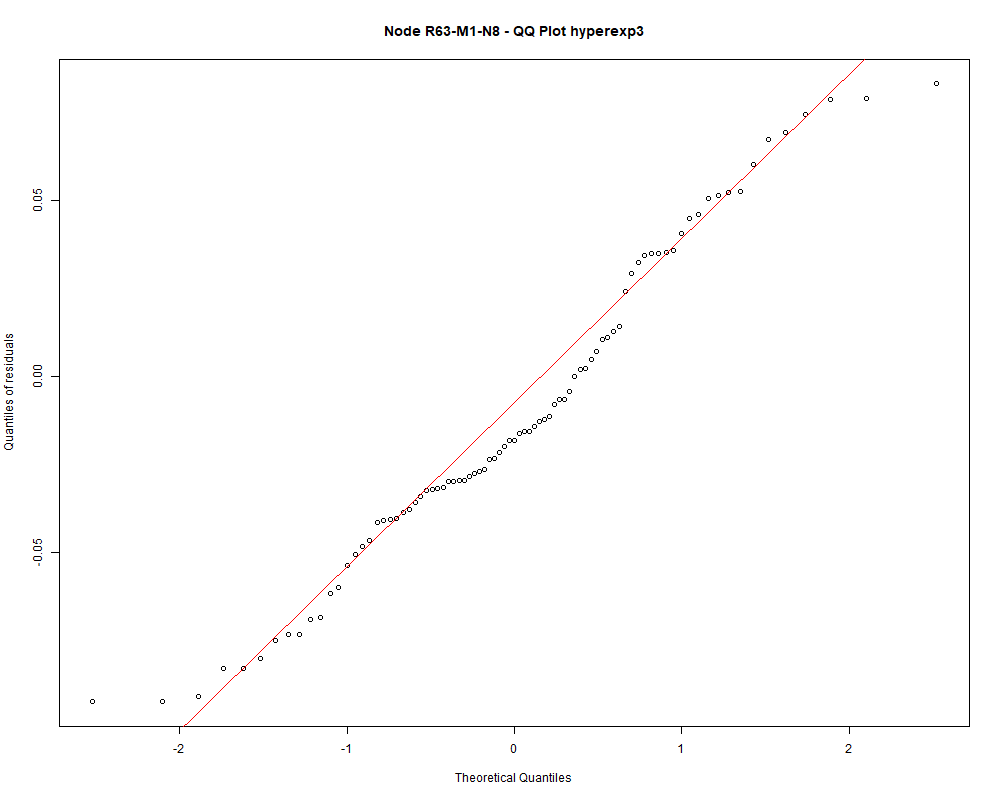 Node R63-M1-N8 - QQ Plot hyperexp3
0.05
0.00
-0.05
Quantiles of residuals
-2
-1
0
1
2
Theoretical Quantiles